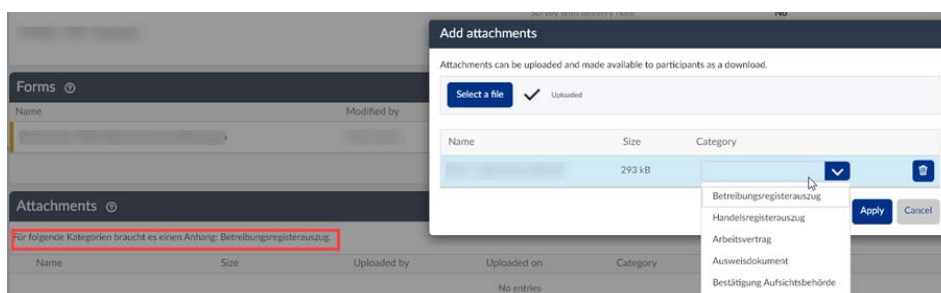 Survey with delivery note No
Add attachments
Attachments can be uploaded and made available to participants as a download.
Forms
Select a file Uploaded
Name Modified by
Name Size Category
293 kB
Betreibungsregisterauszug
Attachments
Apply Cancel
Handelsregisterauszug
Für folgende Kategorien braucht es einen Anhang: Betreibungsregisterauszug.
Arbeitsvertrag
Name Size Uploaded by Uploaded on Category
Ausweisdokument
No entries
Bestätigung Aufsichtsbehörde